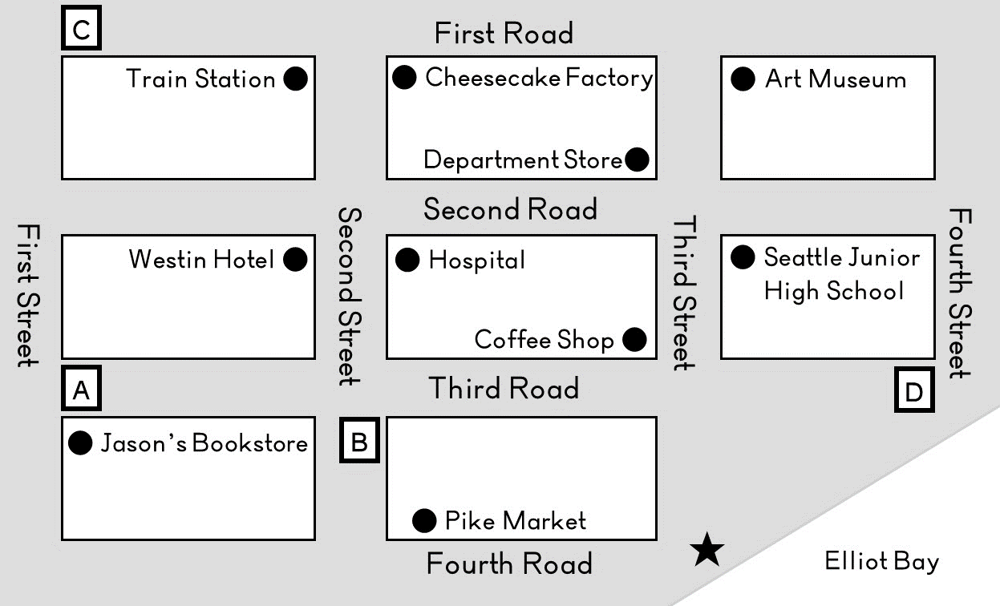 C
First Road
Train Station
Cheesecake Factory
Art Museum
Department Store
Second Road
First Street
Second Street
Third Street
Fourth Street
Westin Hotel
Hospital
Seattle Junior
High School
Coffee Shop
A
Third Road
D
Jason's Bookstore
B
Pike Market
Fourth Road
Elliot Bay